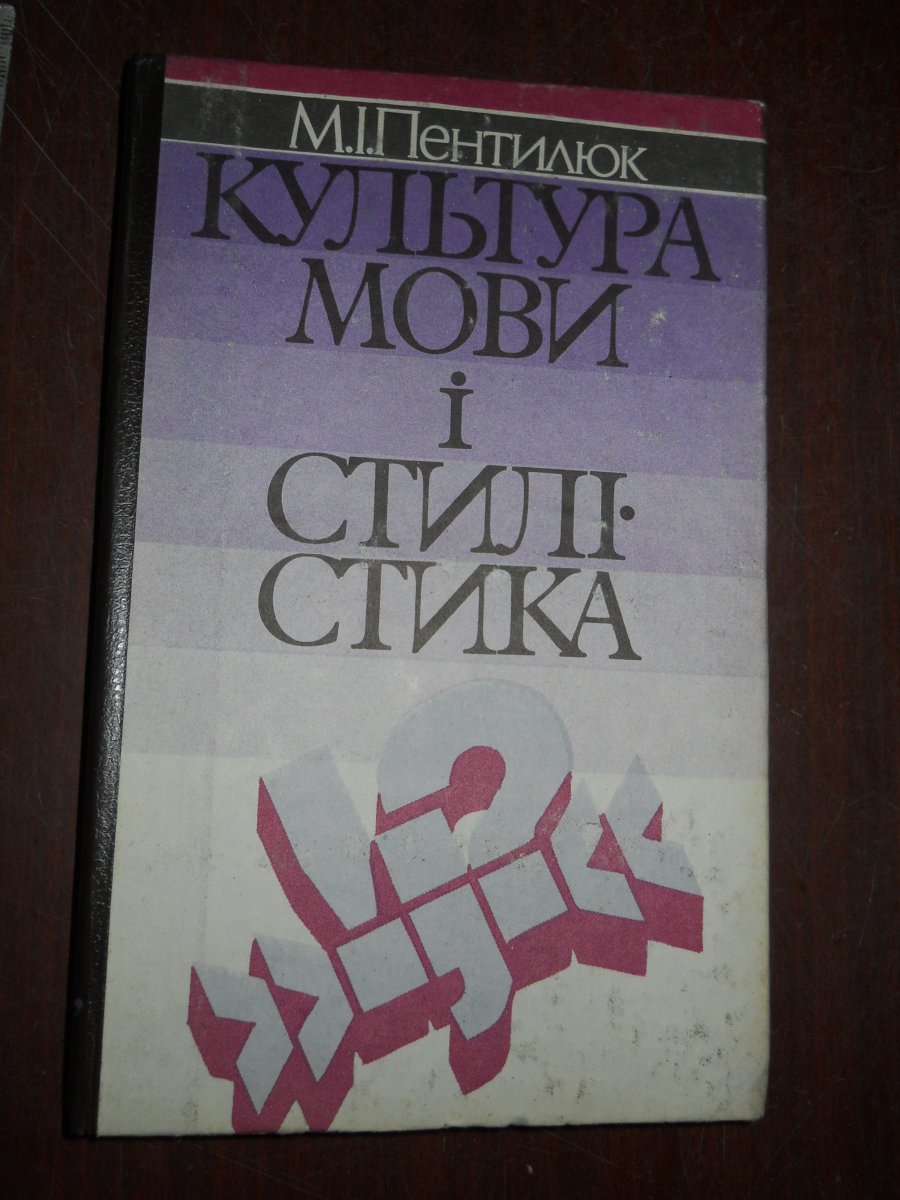 М.І.Пентилюк
КУЛЬТУРА
МОВИ
і
СТИЛІ-
СТИКА